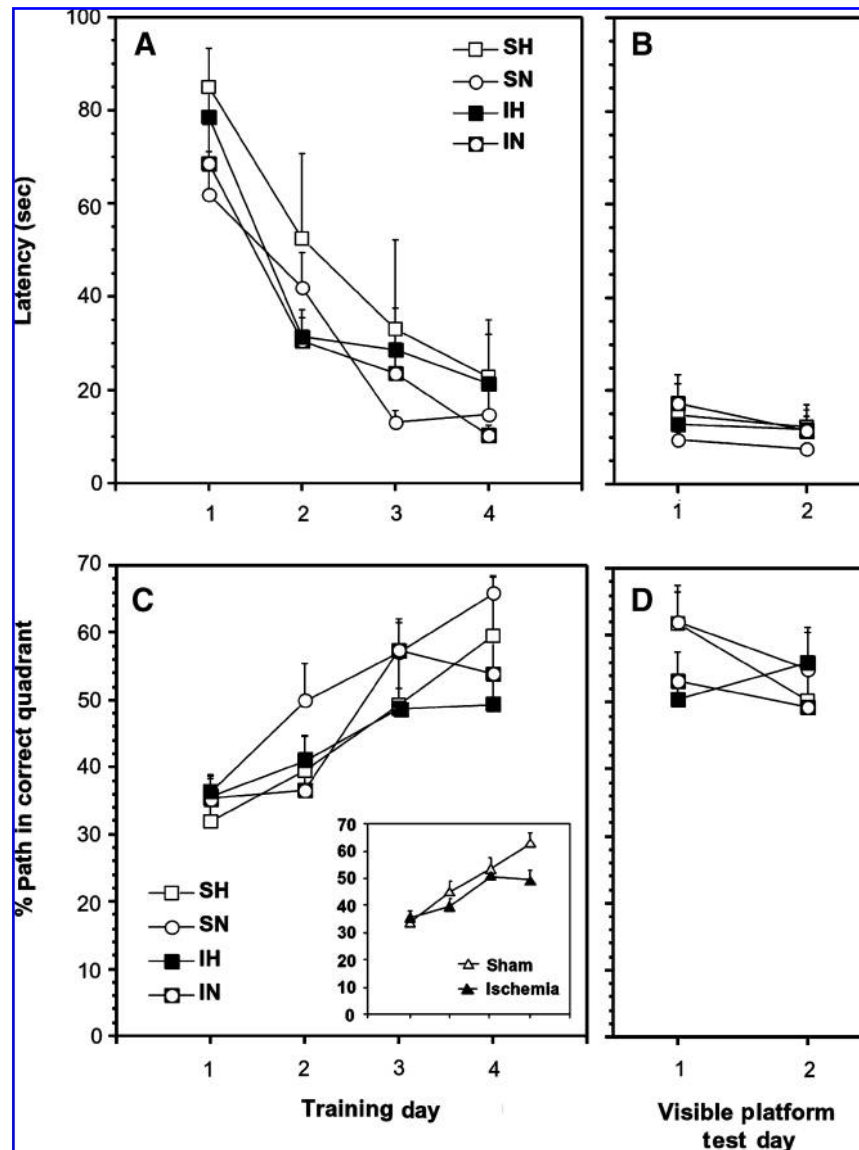 A
B
SH
SN
IH
IN
100
80
60
40
20
0
Latency (sec)
1
2
3
4
1
2
C
D
70
60
50
40
30
20
10
0
% Path in correct quadrant
SH
SN
IH
IN
70
60
50
40
30
20
10
0
Sham
Ischemia
1
2
3
4
1
2
Training day
Visible platform
test day